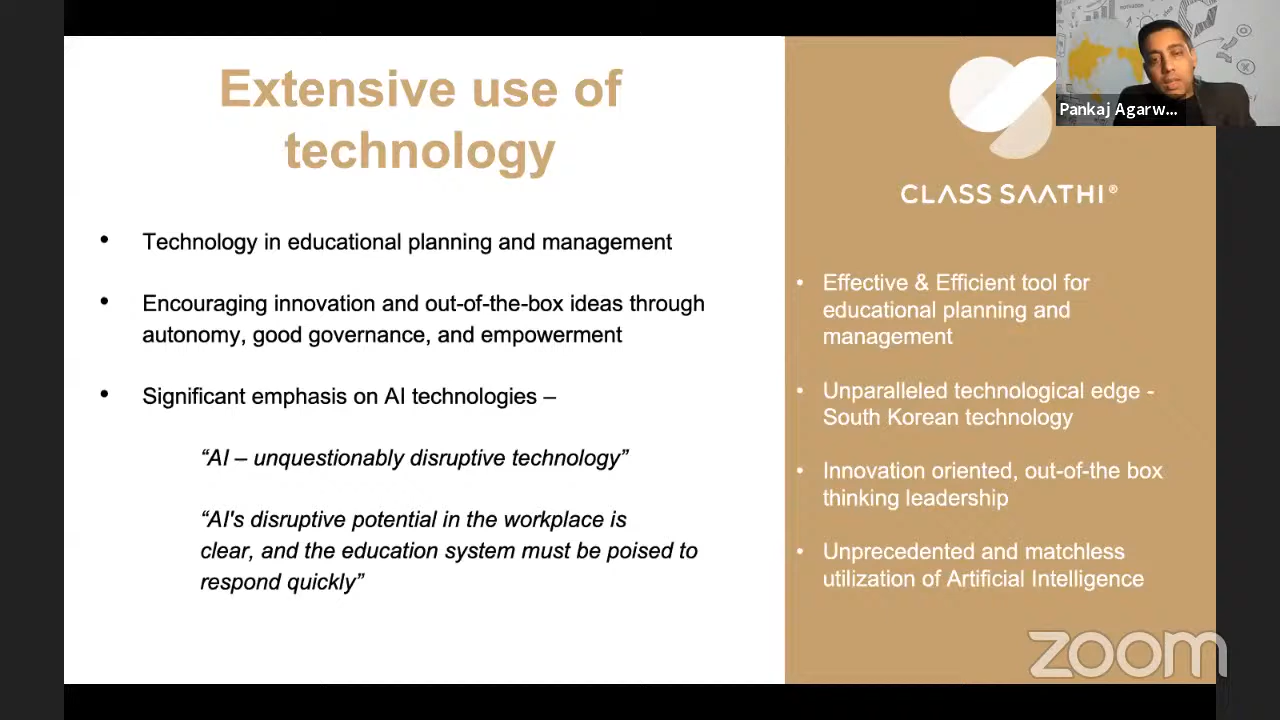 Extensive use of
technology
• Technology in educational planning and management
• Encouraging innovation and out-of-the-box ideas through
autonomy, good governance, and empowerment
• Significant emphasis on AI technologies –
“AI – unquestionably disruptive technology”
“AI's disruptive potential in the workplace is
clear, and the education system must be poised to
respond quickly”
CLASS SAATHI®
• Effective & Efficient tool for
educational planning and
management
• Unparalleled technological edge -
South Korean technology
• Innovation oriented, out-of-the box
thinking leadership
• Unprecedented and matchless
utilization of Artificial Intelligence
Pankaj Agarw...
zoom